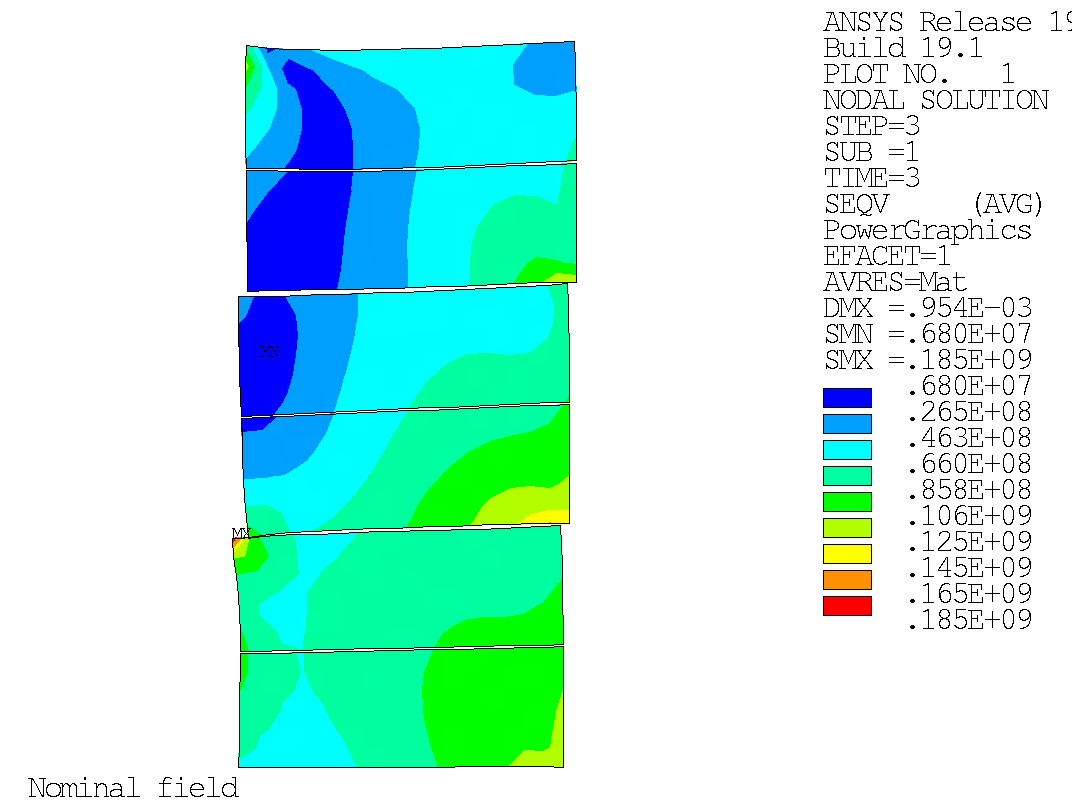 ANSYS Release 19
Build 19.1
PLOT NO. 1
NODAL SOLUTION
STEP=3
SUB =1
TIME=3
SEQV (AVG)
PowerGraphics
EFACET=1
AVRES=Mat
DMX =.954E-03
SMN =.680E+07
SMX =.185E+09
.680E+07
.265E+08
.463E+08
.660E+08
.858E+08
.106E+09
.125E+09
.145E+09
.165E+09
.185E+09
MN
MX
Nominal field